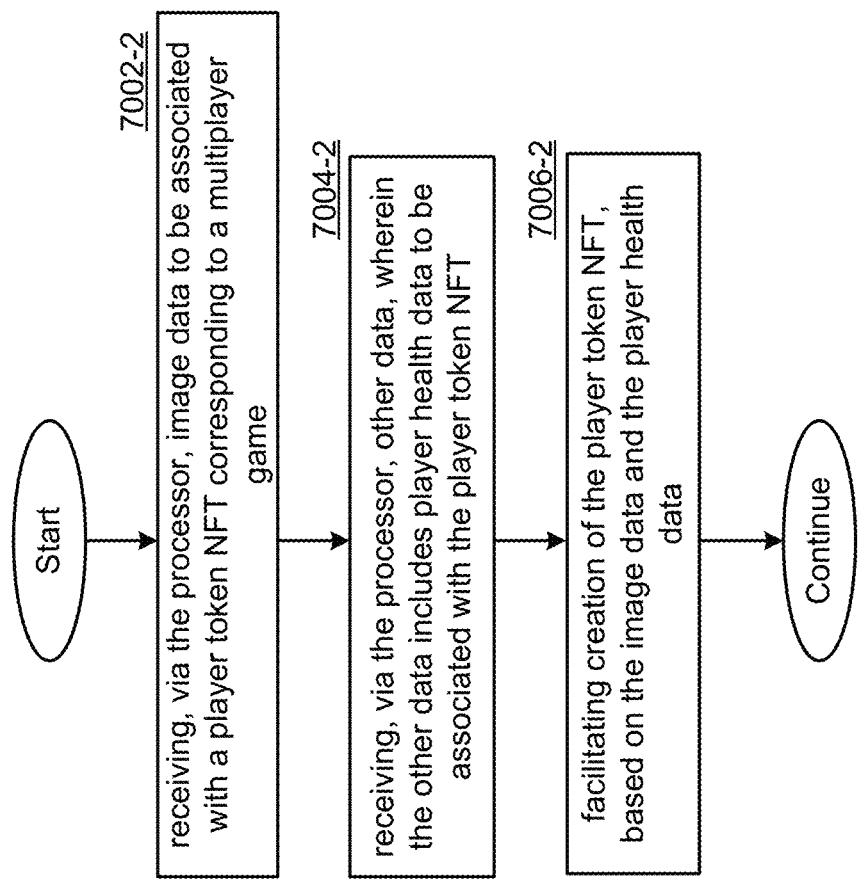 Start
7002-2
receiving, via the processor, image data to be associated
with a player token NFT corresponding to a multiplayer
game
7004-2
receiving, via the processor, other data, wherein
the other data includes player health data to be
associated with the player token NFT
7006-2
facilitating creation of the player token NFT,
based on the image data and the player health
data
Continue